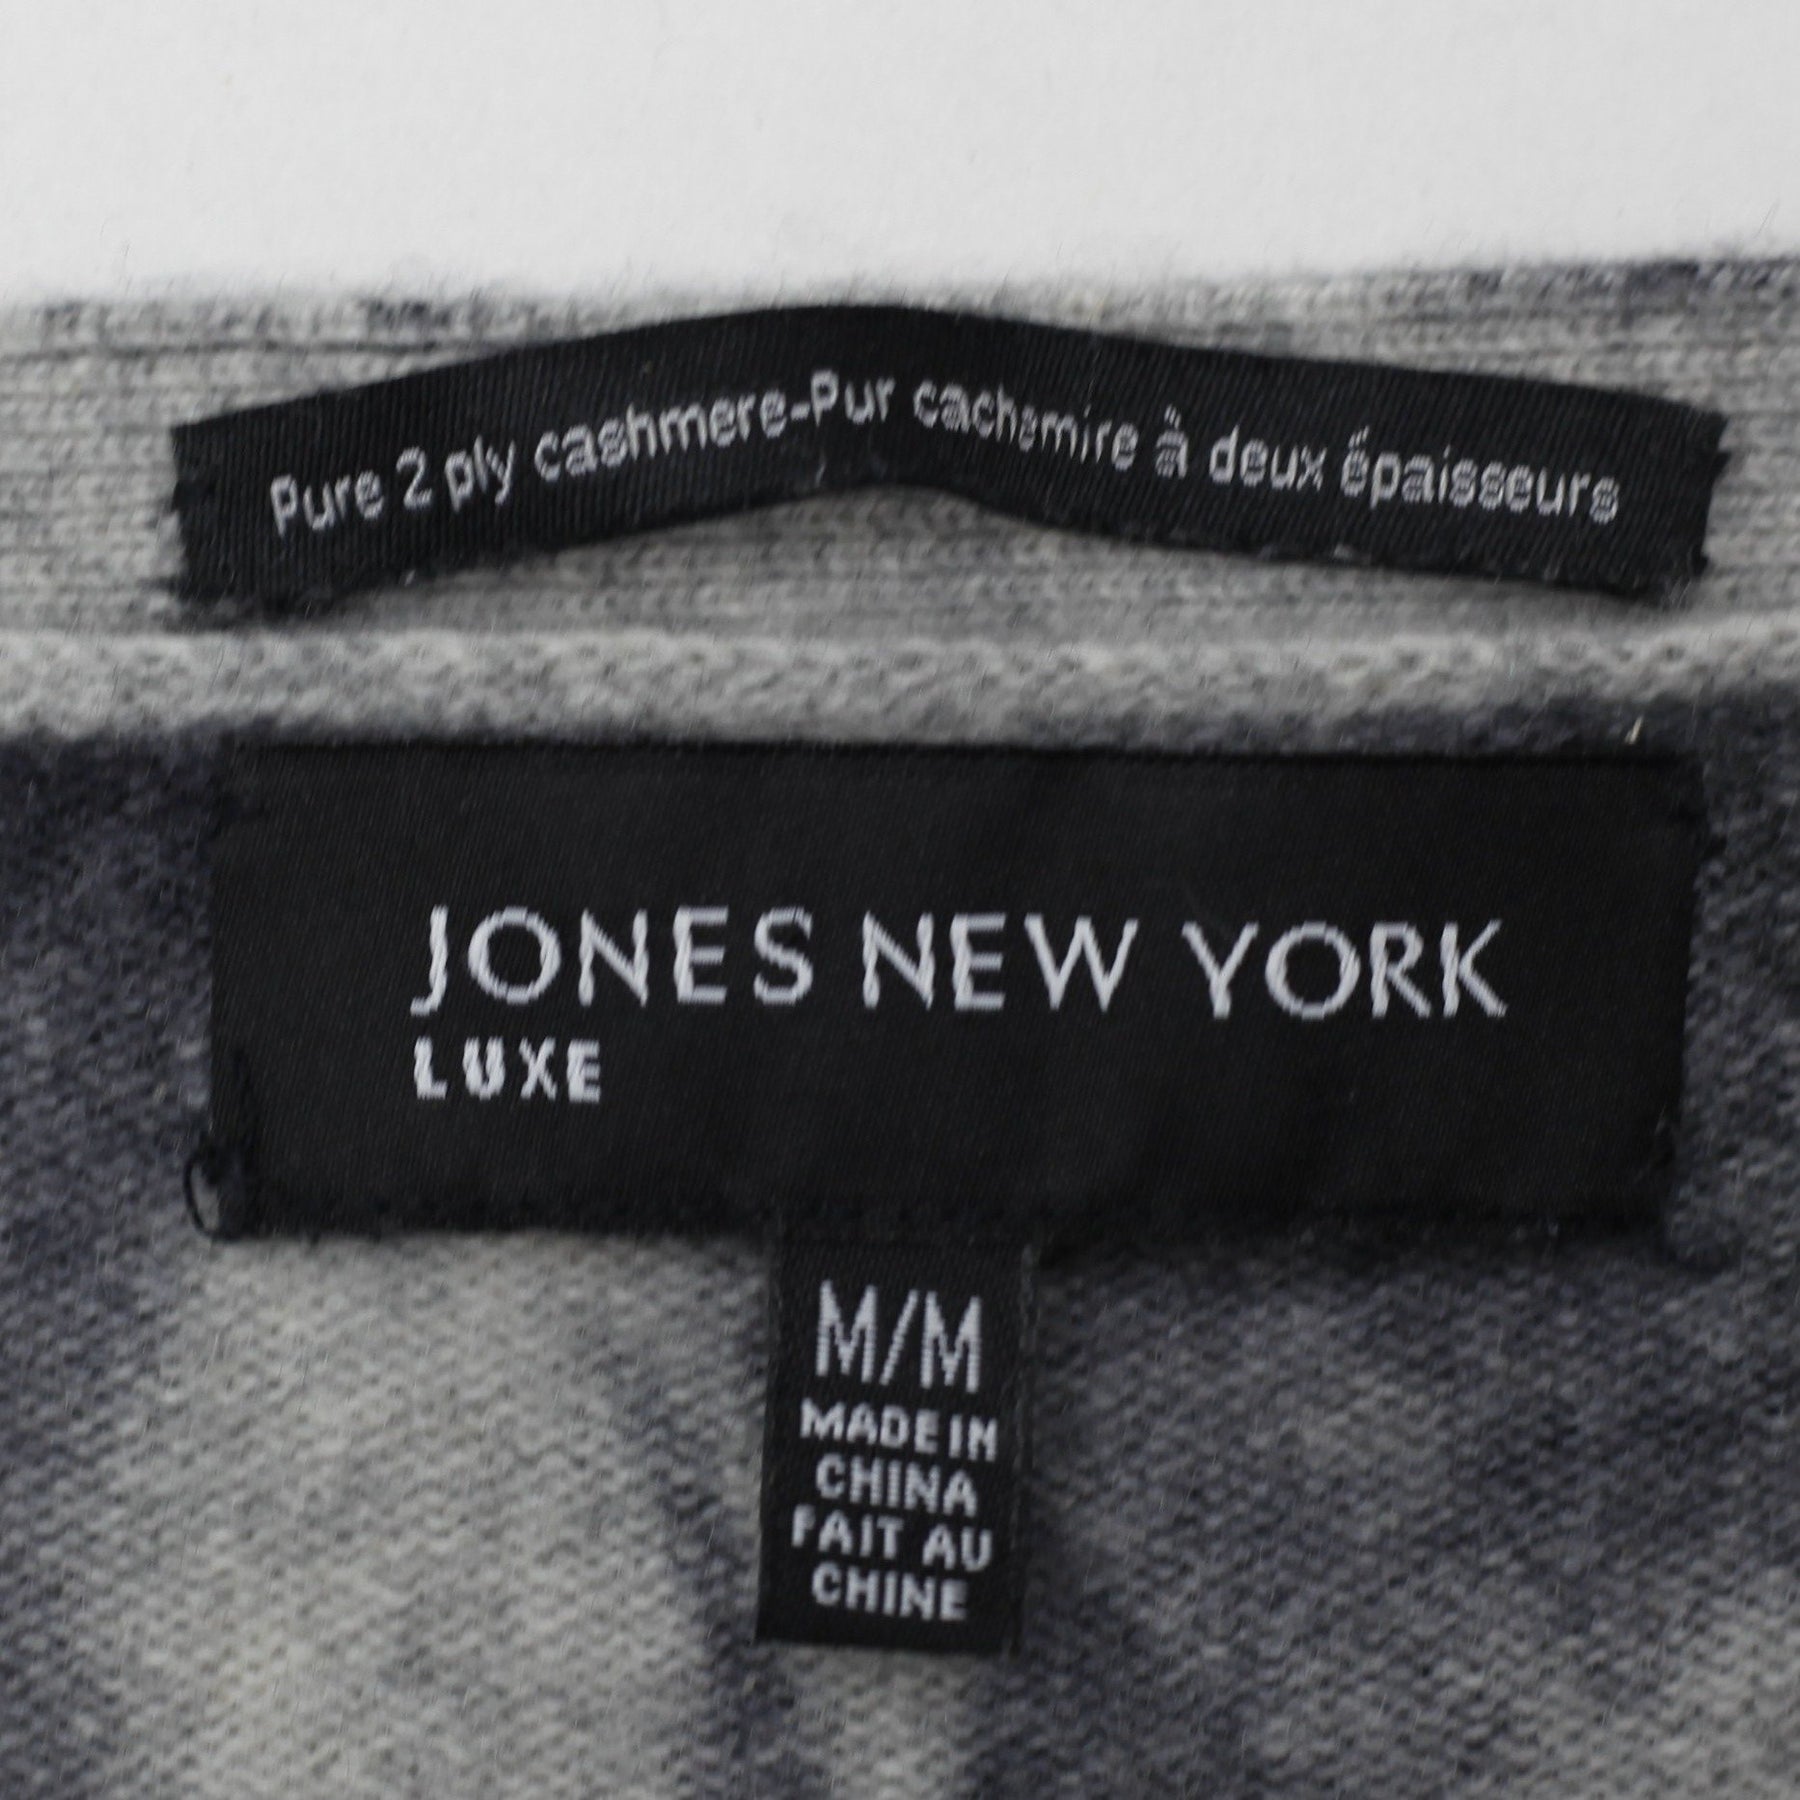 Pure 2 ply cashmere-Pur cachemire à deux épaisseurs
JONES NEW YORK
LUXE
M/M
MADE IN
CHINA
FAIT AU
CHINE